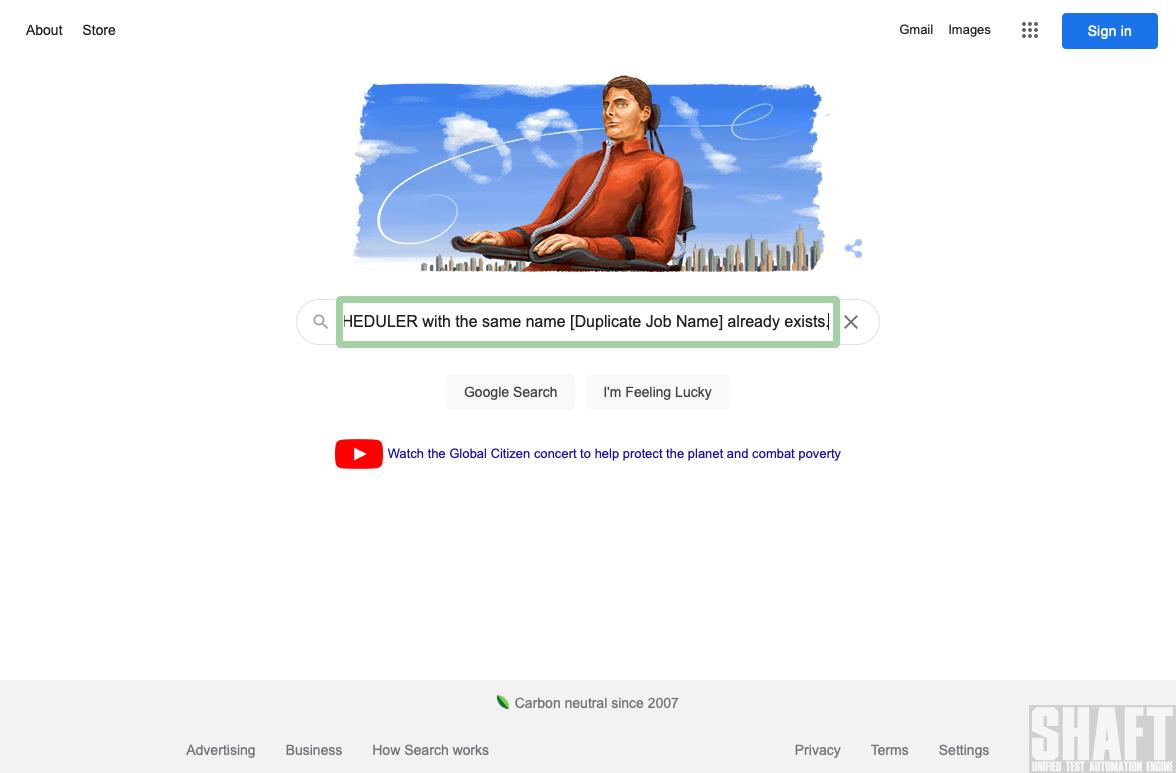 About Store Gmail Images Sign in
HEDULER with the same name [Duplicate Job Name] already exists.
Google Search I'm Feeling Lucky
Watch the Global Citizen concert to help protect the planet and combat poverty
Carbon neutral since 2007
Advertising Business How Search works Privacy Terms Settings
SHAFT
UNIFIED TEST AUTOMATION ENGINE